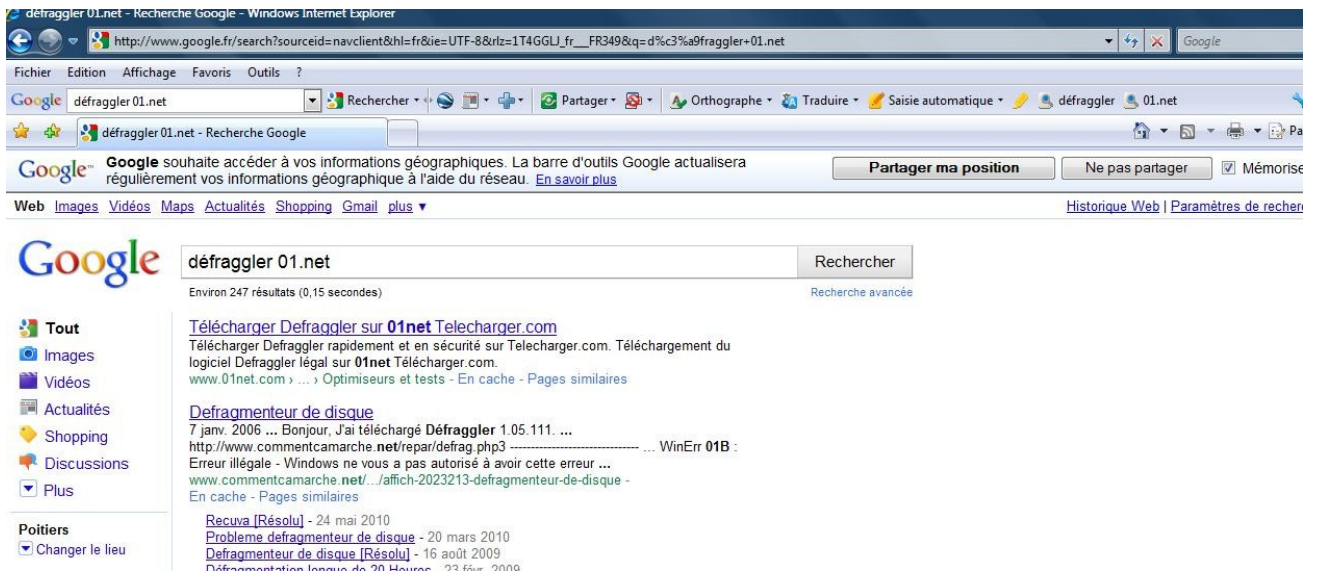 défraggler 01.net - Recherche Google - Windows Internet Explorer
http://www.google.fr/search?sourceid=navclient&hl=fr&ie=UTF-8&rlz=1T4GGLJ_fr___FR349&q=d%c3%a9fraggler+01.net Google
Fichier Edition Affichage Favoris Outils ?
Google défraggler 01.net Rechercher Partager Orthographe Traduire Saisie automatique défraggler 01.net
défraggler 01.net - Recherche Google
Google Google souhaite accéder à vos informations géographiques. La barre d'outils Google actualisera
régulièrement vos informations géographique à l'aide du réseau. En savoir plus
Partager ma position Ne pas partager
Web Images Vidéos Maps Actualités Shopping Gmail plus Historique Web | Paramètres de
Google défraggler 01.net Rechercher
Environ 247 résultats (0,15 secondes) Recherche avancée
Tout
Images
Vidéos
Actualités
Shopping
Discussions
Plus
Poitiers
Changer le lieu
Télécharger Defraggler sur 01net Telecharger.com
Télécharger Defraggler rapidement et en sécurité sur Telecharger.com. Téléchargement du
logiciel Defraggler légal sur 01net Télécharger.com.
www.01net.com › ... › Optimiseurs et tests - En cache - Pages similaires
Defragmenteur de disque
7 janv. 2006 ... Bonjour, J'ai téléchargé Défraggler 1.05.111. ...
http://www.commentcamarche.net/repar/defrag.php3 ------------------------------- ... WinErr 01B :
Erreur illégale - Windows ne vous a pas autorisé à avoir cette erreur ...
www.commentcamarche.net/.../affich-2023213-defragmenteur-de-disque -
En cache - Pages similaires
Recuva [Résolu] - 24 mai 2010
Probleme defragmenteur de disque - 20 mars 2010
Defragmenteur de disque [Résolu] - 16 août 2009
Défragmentation longue de 20 Heures - 23 févr. 2009